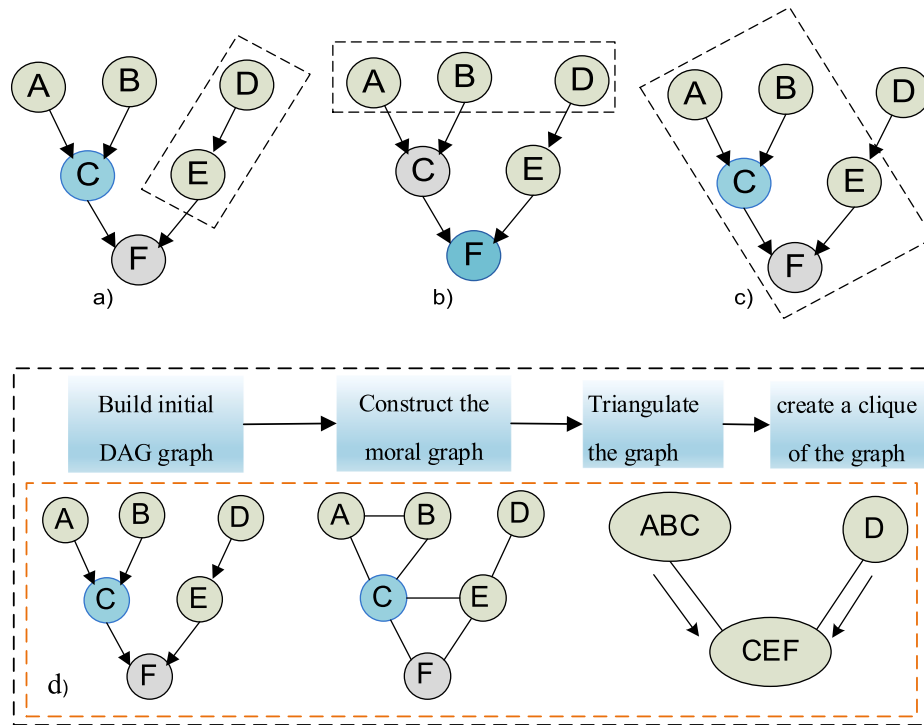 A B D
C E
F
a)
A B D
C E
F
b)
A B D
C E
F
c)
Build initial
DAG graph
Construct the
moral graph
Triangulate
the graph
create a clique
of the graph
A B D
C E
F
A B D
C E
F
ABC D
CEF
d)